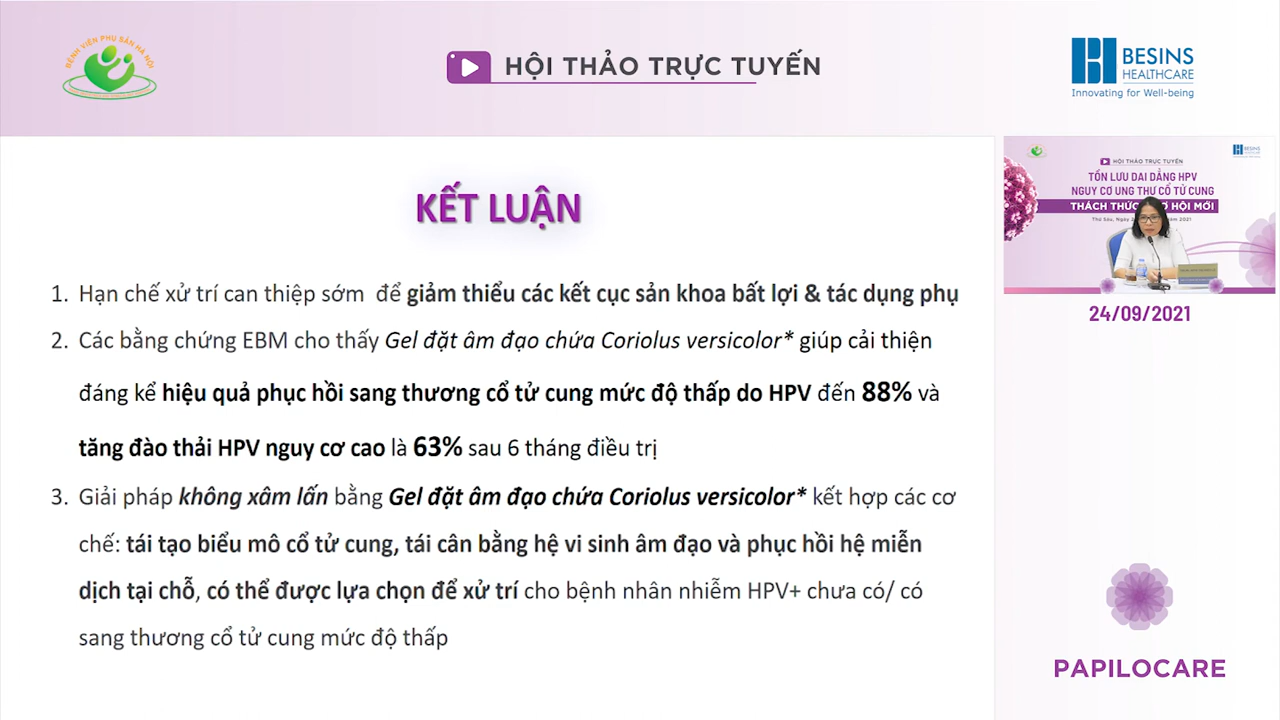 BỆNH VIỆN PHỤ SẢN HÀ NỘI
HỘI THẢO TRỰC TUYẾN
BESINS
HEALTHCARE
Innovating for Well-being
KẾT LUẬN
1. Hạn chế xử trí can thiệp sớm để giảm thiểu các kết cục sản khoa bất lợi & tác dụng phụ
2. Các bằng chứng EBM cho thấy Gel đặt âm đạo chứa Coriolus versicolor* giúp cải thiện
đáng kể hiệu quả phục hồi sang thương cổ tử cung mức độ thấp do HPV đến 88% và
tăng đào thải HPV nguy cơ cao là 63% sau 6 tháng điều trị
3. Giải pháp không xâm lấn bằng Gel đặt âm đạo chứa Coriolus versicolor* kết hợp các cơ
chế: tái tạo biểu mô cổ tử cung, tái cân bằng hệ vi sinh âm đạo và phục hồi hệ miễn
dịch tại chỗ, có thể được lựa chọn để xử trí cho bệnh nhân nhiễm HPV+ chưa có/ có
sang thương cổ tử cung mức độ thấp
HỘI THẢO TRỰC TUYẾN
BESINS
TỒN LƯU DAI DẲNG HPV
NGUY CƠ UNG THƯ CỔ TỬ CUNG
THÁCH THỨC HỘI MỚI
Thứ Sáu, Ngày 2021
24/09/2021
PAPILOCARE